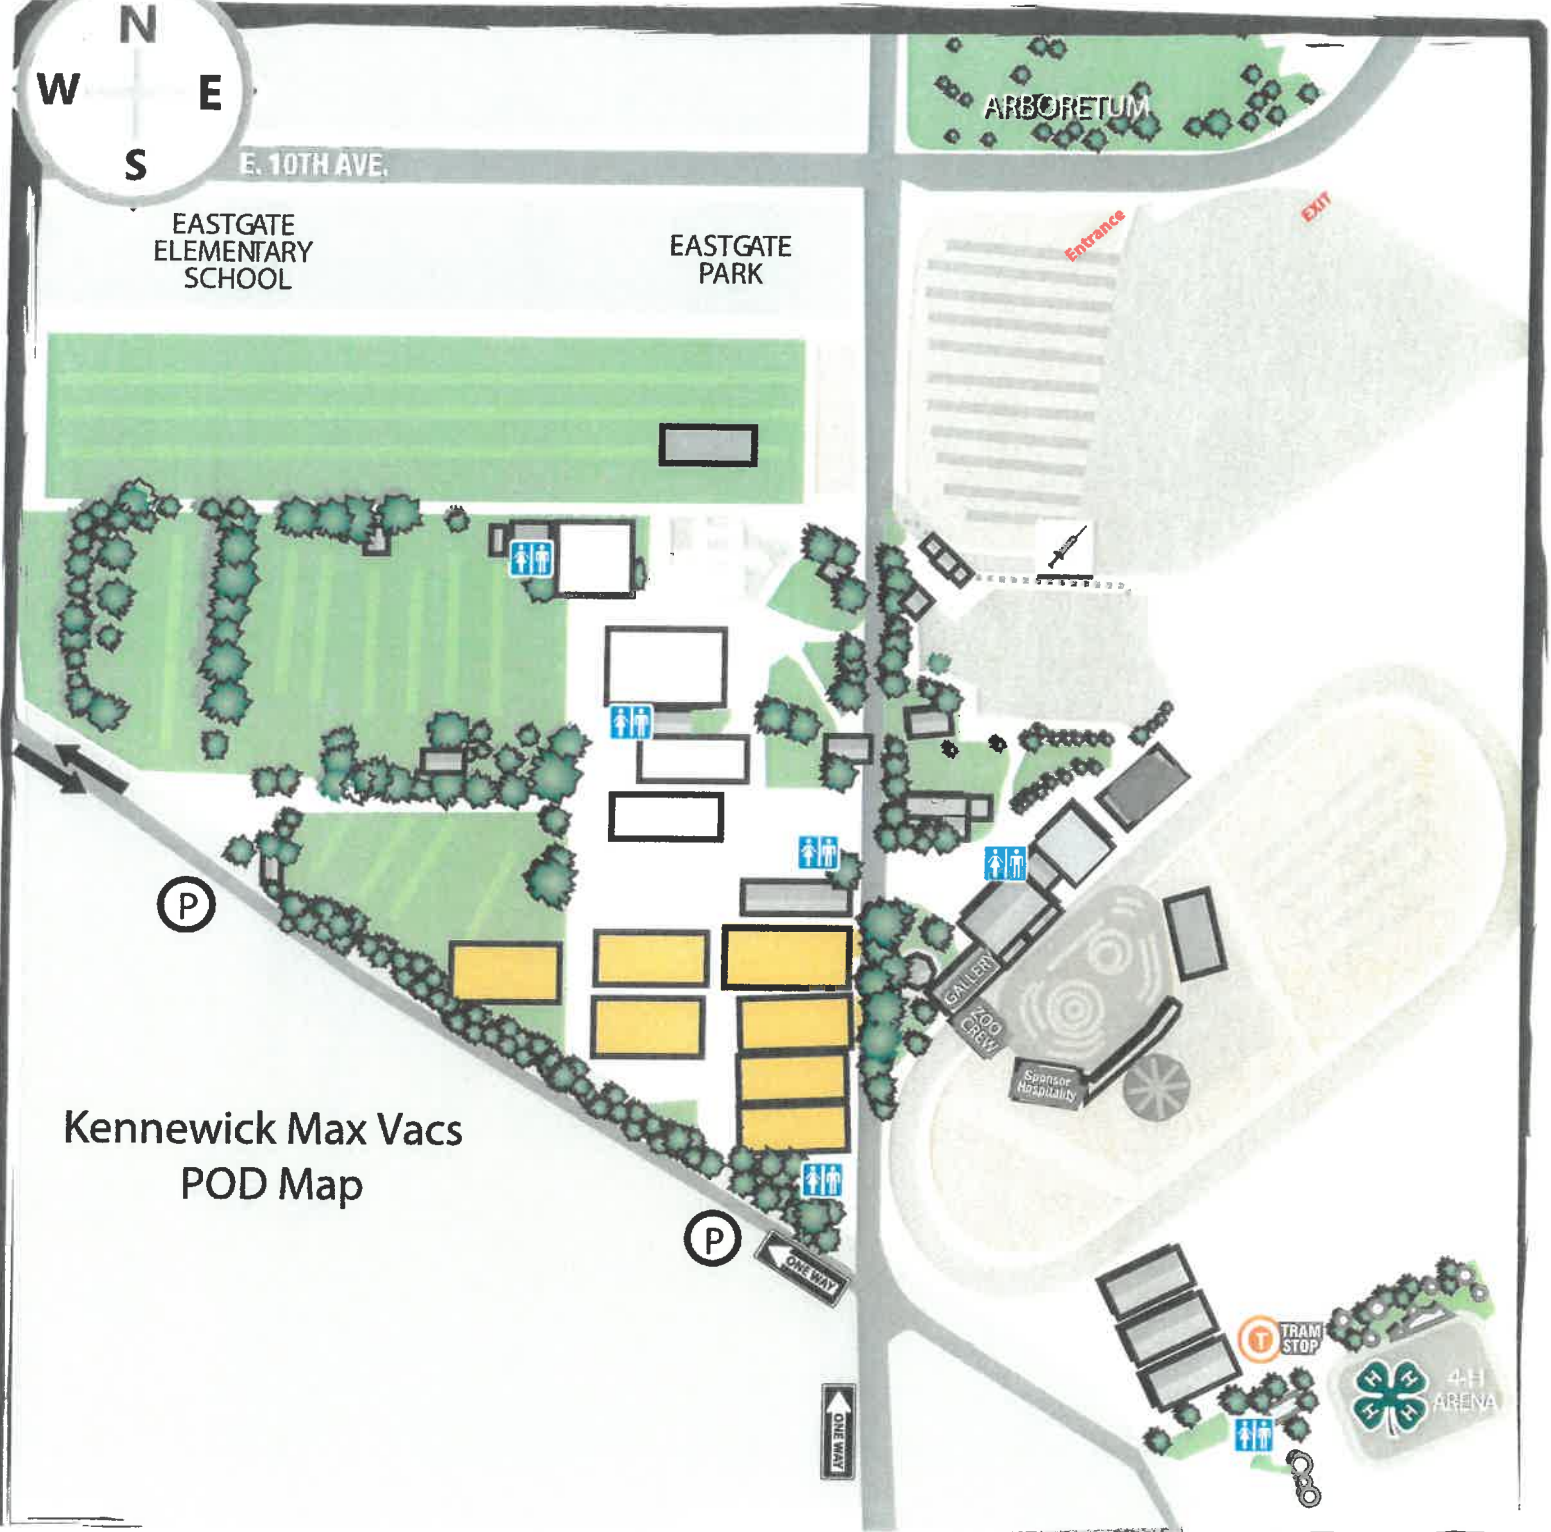 N
W
E
S
E. 10TH AVE.
ARBORETUM
EASTGATE
ELEMENTARY
SCHOOL
EASTGATE
PARK
Entrance
EXIT
P
GALLERY
ZOO
CREW
Sponsor
Hospitality
Kennewick Max Vacs
POD Map
P
ONE WAY
T
TRAM
STOP
H
H
H
H
4-H
ARENA
ONE WAY